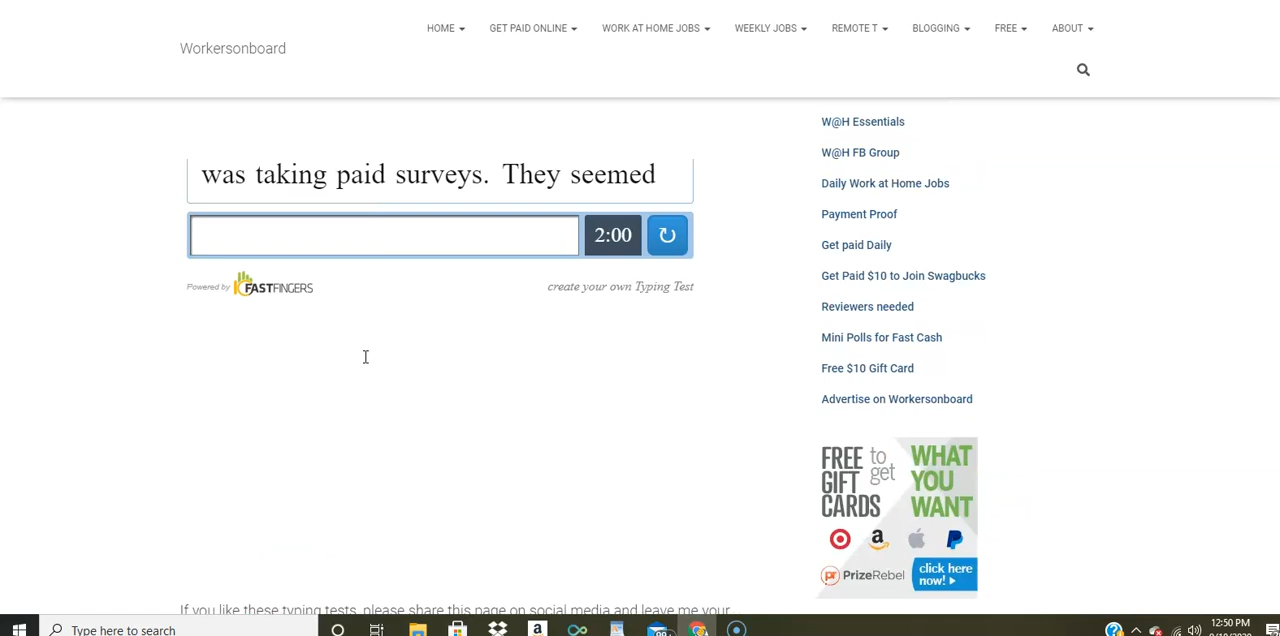 HOME GET PAID ONLINE WORK AT HOME JOBS WEEKLY JOBS REMOTE T BLOGGING FREE ABOUT
Workersonboard
was taking paid surveys. They seemed
2:00
Powered by 10FASTFINGERS create your own Typing Test
W@H Essentials
W@H FB Group
Daily Work at Home Jobs
Payment Proof
Get paid Daily
Get Paid $10 to Join Swagbucks
Reviewers needed
Mini Polls for Fast Cash
Free $10 Gift Card
Advertise on Workersonboard
FREE to get
GIFT
CARDS
WHAT
YOU
WANT
PrizeRebel
click here
now!
If you like these typing tests, please share this page on social media and leave me your
Type here to search
99
12:50 PM